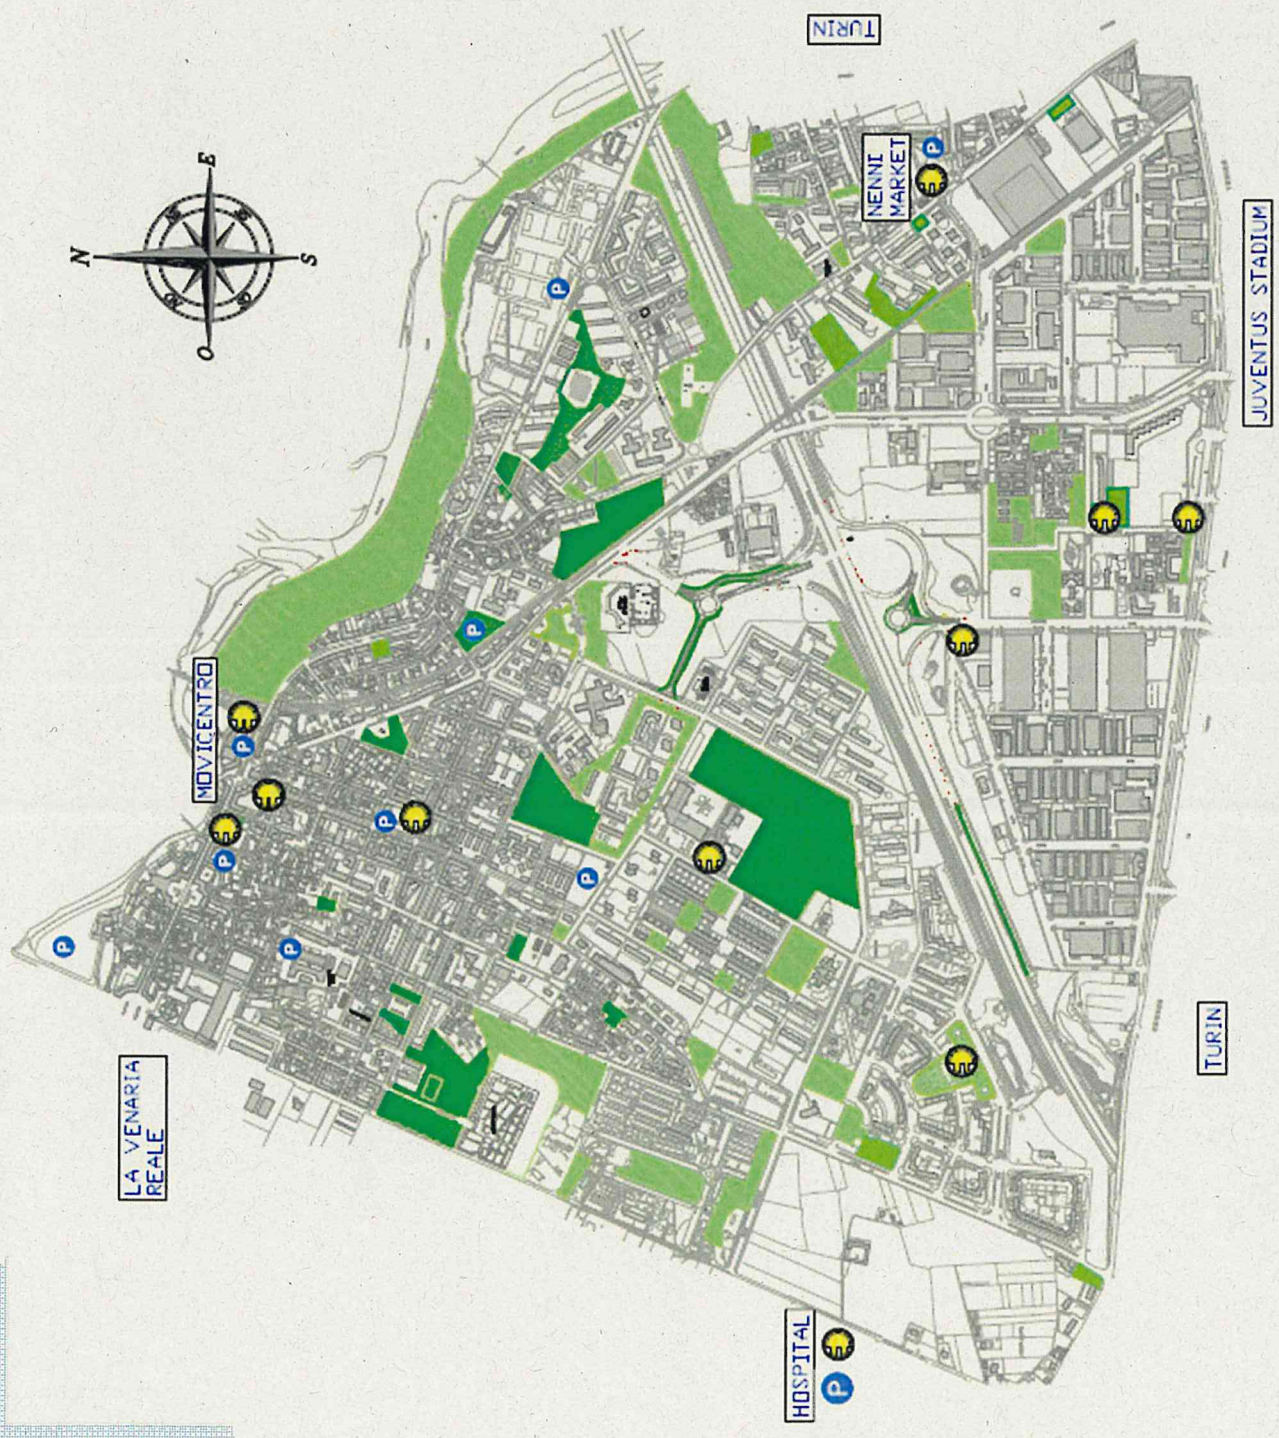 TURIN
N
E
S
O
NENNI
MARKET
P
P
JUVENTUS STADIUM
P
MOVICENTRO
P
P
P
P
P
P
TURIN
LA VENARIA
REALE
HOSPITAL
P